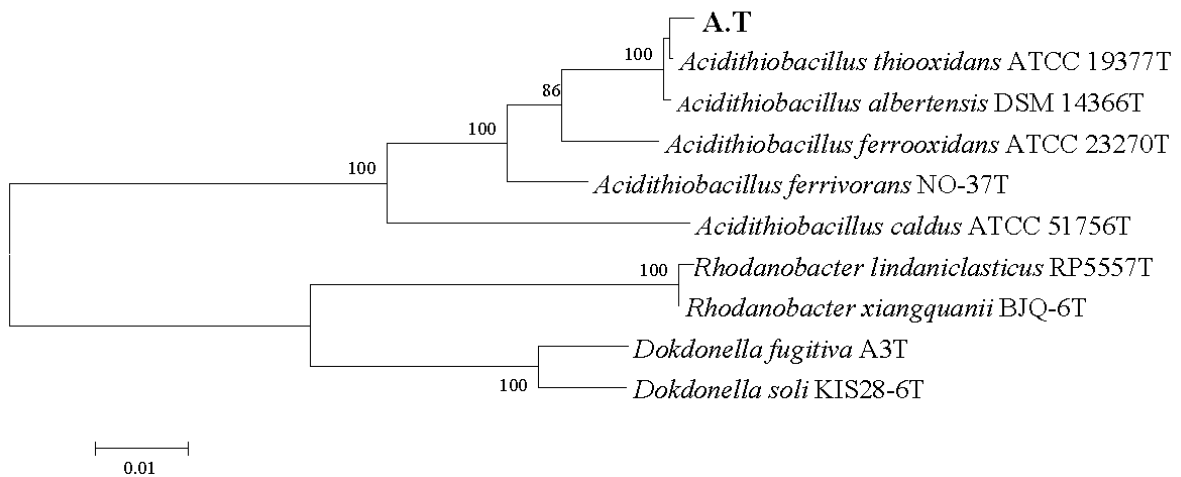 A.T
100
Acidithiobacillus thiooxidans ATCC 19377T
86
Acidithiobacillus albertensis DSM 14366T
100
Acidithiobacillus ferrooxidans ATCC 23270T
100
Acidithiobacillus ferrivorans NO-37T
Acidithiobacillus caldus ATCC 51756T
100
Rhodanobacter lindaniclasticus RP5557T
Rhodanobacter xiangquanii BJQ-6T
Dokdonella fugitiva A3T
100
Dokdonella soli KIS28-6T
0.01